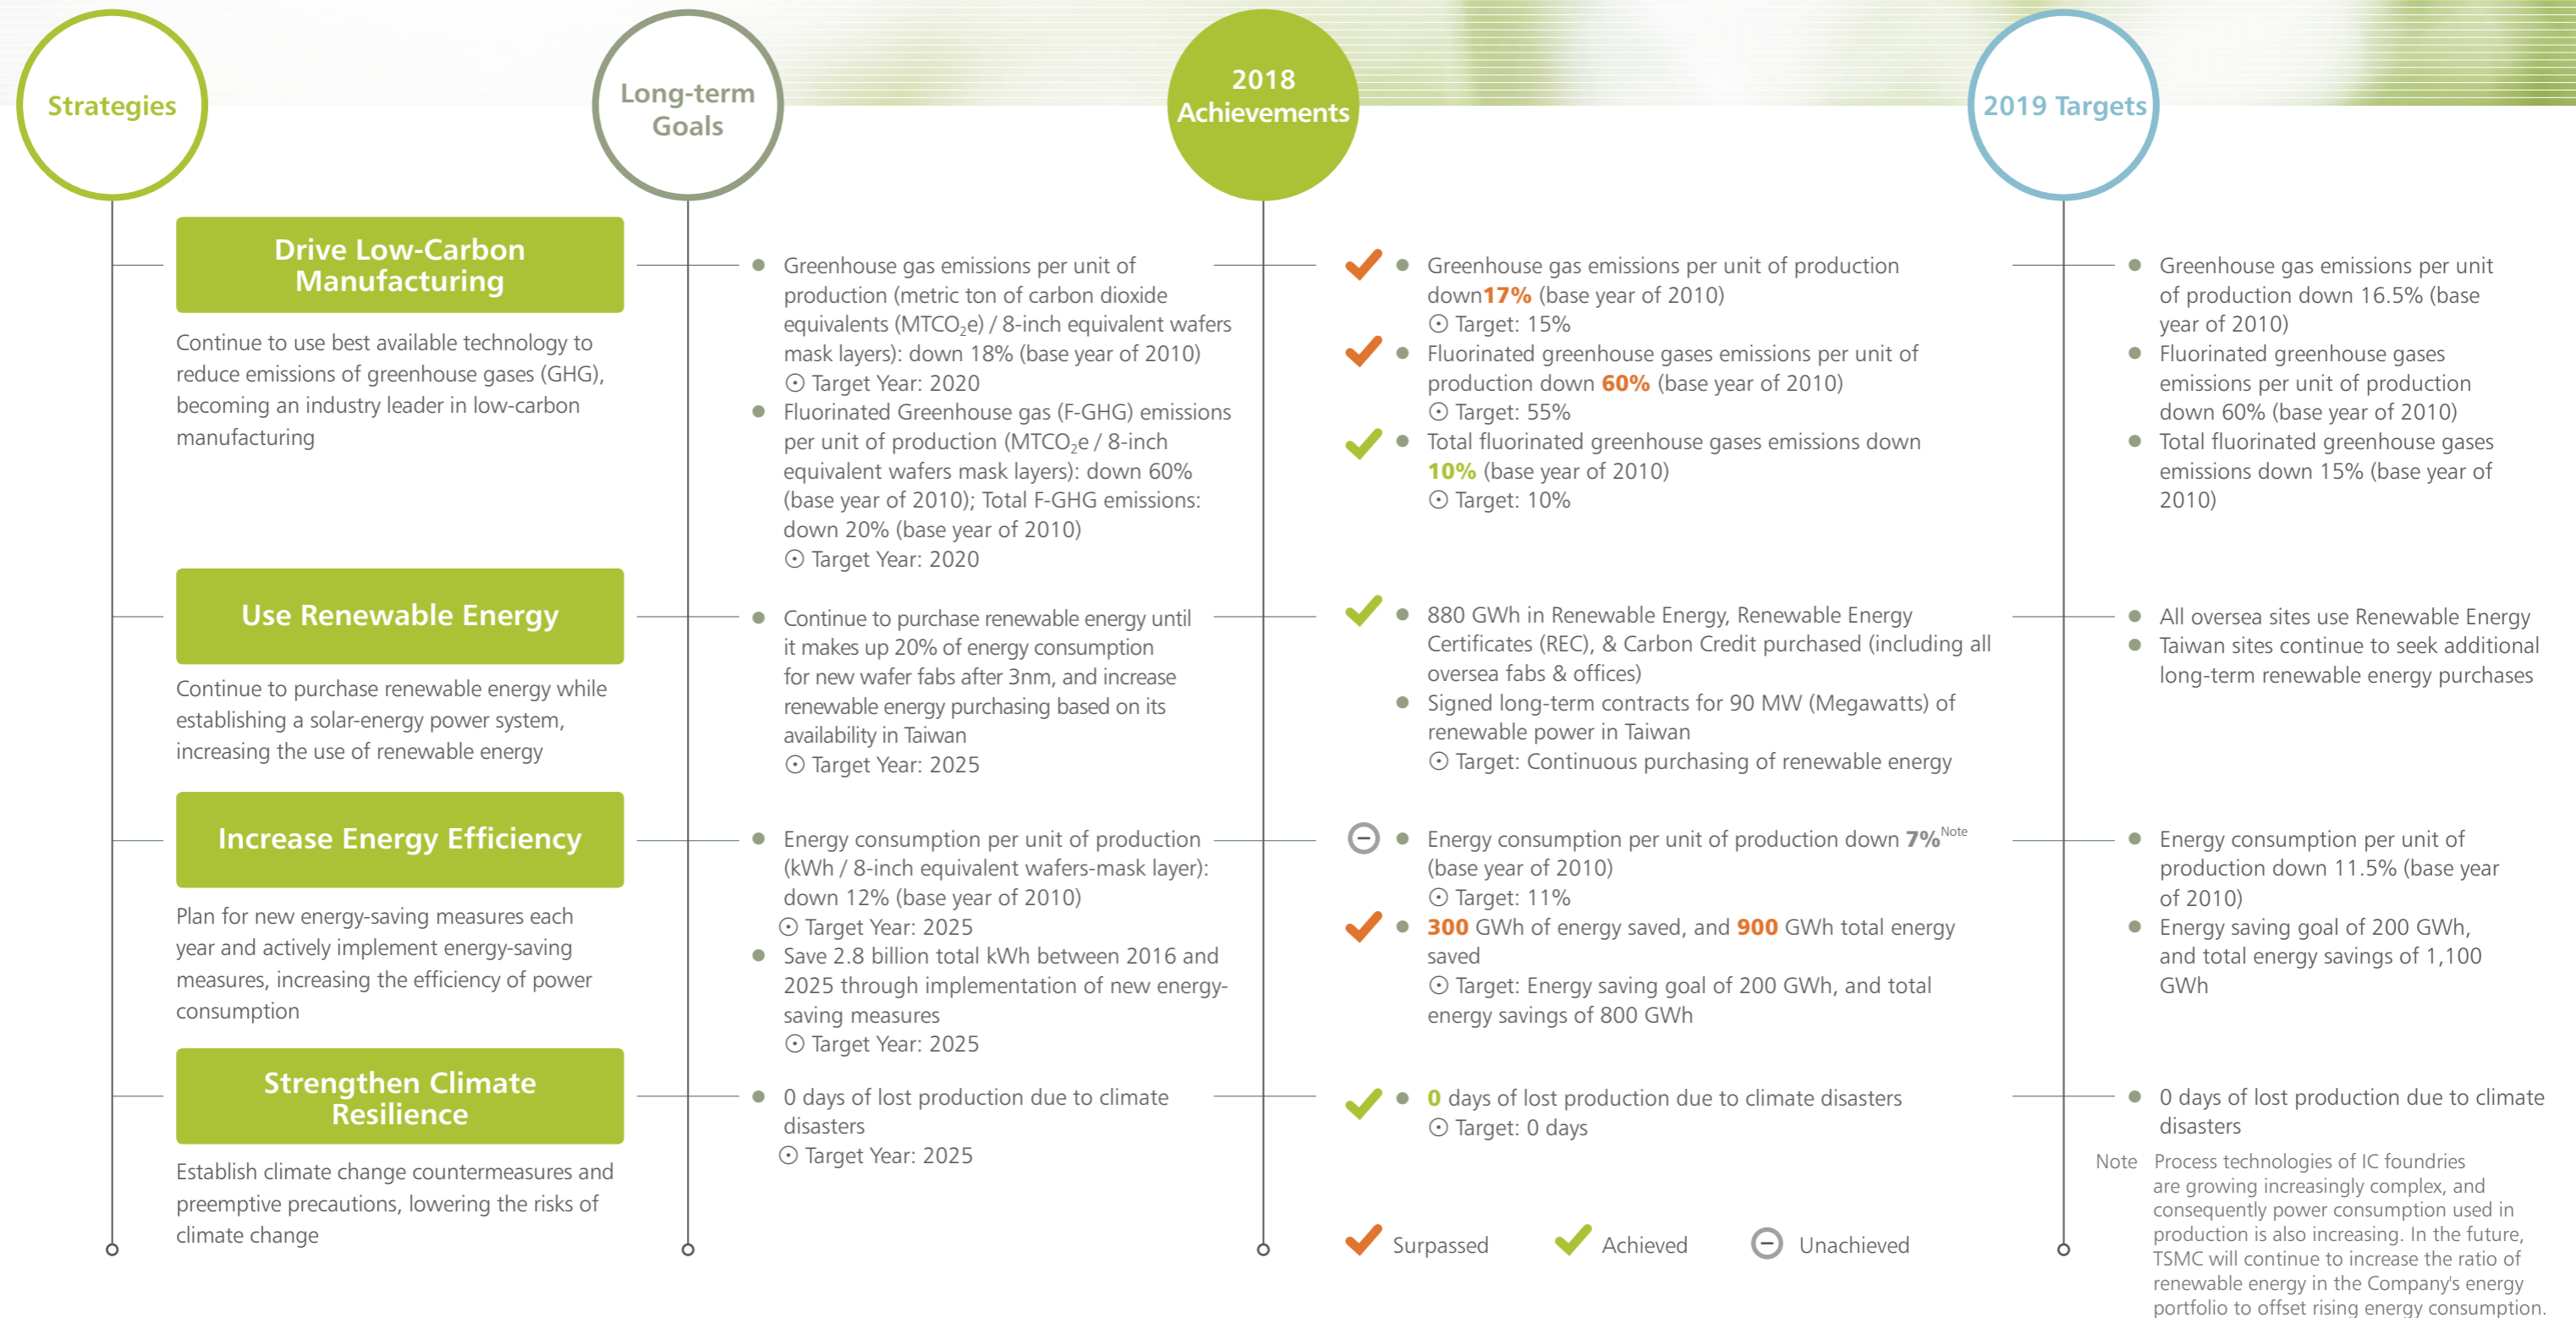 Strategies
Long-term
Goals
2018
Achievements
2019 Targets
Drive Low-Carbon
Manufacturing
Continue to use best available technology to
reduce emissions of greenhouse gases (GHG),
becoming an industry leader in low-carbon
manufacturing
Greenhouse gas emissions per unit of
production (metric ton of carbon dioxide
equivalents (MTCO₂e) / 8-inch equivalent wafers
mask layers): down 18% (base year of 2010)
⊙ Target Year: 2020
Fluorinated Greenhouse gas (F-GHG) emissions
per unit of production (MTCO₂e / 8-inch
equivalent wafers mask layers): down 60%
(base year of 2010); Total F-GHG emissions:
down 20% (base year of 2010)
⊙ Target Year: 2020
Greenhouse gas emissions per unit of production
down17% (base year of 2010)
⊙ Target: 15%
Fluorinated greenhouse gases emissions per unit of
production down 60% (base year of 2010)
⊙ Target: 55%
Total fluorinated greenhouse gases emissions down
10% (base year of 2010)
⊙ Target: 10%
Greenhouse gas emissions per unit
of production down 16.5% (base
year of 2010)
Fluorinated greenhouse gases
emissions per unit of production
down 60% (base year of 2010)
Total fluorinated greenhouse gases
emissions down 15% (base year of
2010)
Use Renewable Energy
Continue to purchase renewable energy while
establishing a solar-energy power system,
increasing the use of renewable energy
Continue to purchase renewable energy until
it makes up 20% of energy consumption
for new wafer fabs after 3nm, and increase
renewable energy purchasing based on its
availability in Taiwan
⊙ Target Year: 2025
880 GWh in Renewable Energy, Renewable Energy
Certificates (REC), & Carbon Credit purchased (including all
oversea fabs & offices)
Signed long-term contracts for 90 MW (Megawatts) of
renewable power in Taiwan
⊙ Target: Continuous purchasing of renewable energy
All oversea sites use Renewable Energy
Taiwan sites continue to seek additional
long-term renewable energy purchases
Increase Energy Efficiency
Plan for new energy-saving measures each
year and actively implement energy-saving
measures, increasing the efficiency of power
consumption
Energy consumption per unit of production
(kWh / 8-inch equivalent wafers-mask layer):
down 12% (base year of 2010)
⊙ Target Year: 2025
Save 2.8 billion total kWh between 2016 and
2025 through implementation of new energy-
saving measures
⊙ Target Year: 2025
Energy consumption per unit of production down 7%Note
(base year of 2010)
⊙ Target: 11%
300 GWh of energy saved, and 900 GWh total energy
saved
⊙ Target: Energy saving goal of 200 GWh, and total
energy savings of 800 GWh
Energy consumption per unit of
production down 11.5% (base year
of 2010)
Energy saving goal of 200 GWh,
and total energy savings of 1,100
GWh
Strengthen Climate
Resilience
Establish climate change countermeasures and
preemptive precautions, lowering the risks of
climate change
0 days of lost production due to climate
disasters
⊙ Target Year: 2025
0 days of lost production due to climate disasters
⊙ Target: 0 days
0 days of lost production due to climate
disasters
Surpassed
Achieved
Unachieved
Note Process technologies of IC foundries
are growing increasingly complex, and
consequently power consumption used in
production is also increasing. In the future,
TSMC will continue to increase the ratio of
renewable energy in the Company's energy
portfolio to offset rising energy consumption.